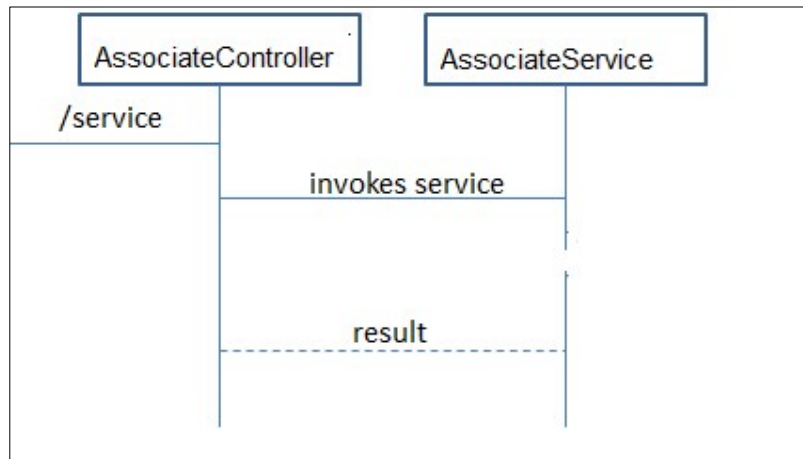 AssociateController
AssociateService
/service
invokes service
result